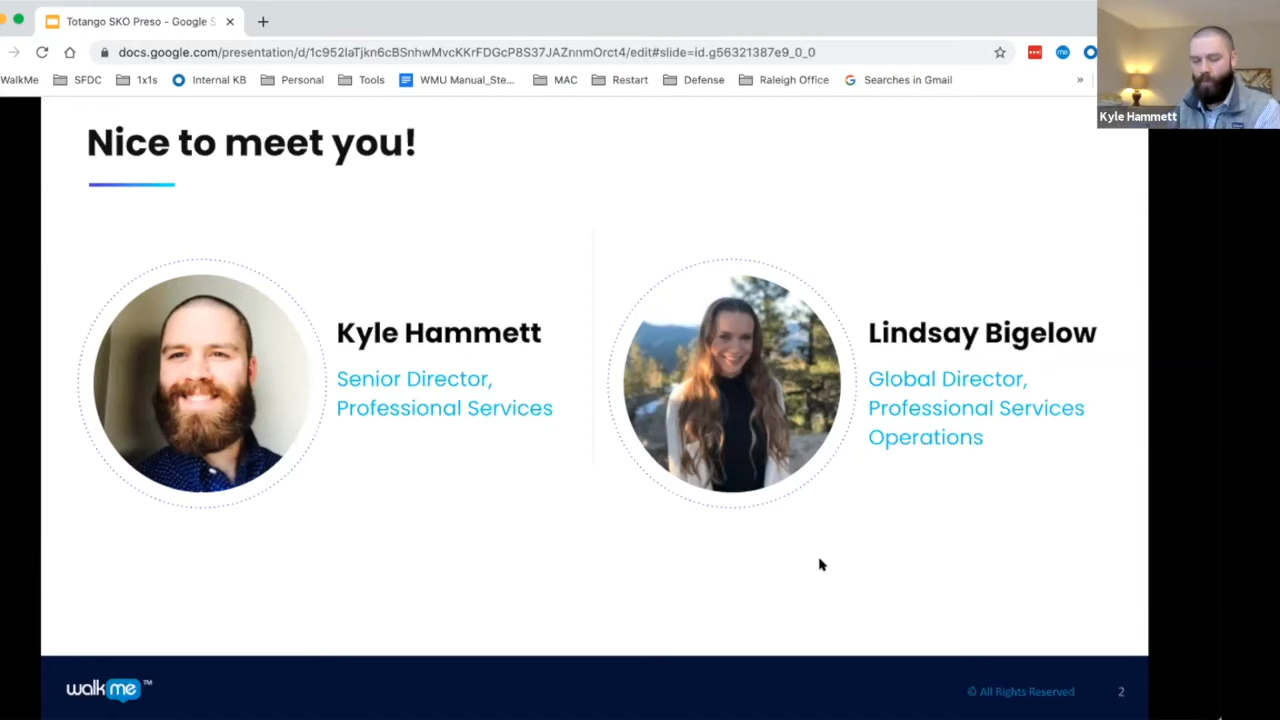 Totango SKO Preso - Google S
docs.google.com/presentation/d/1c952laTjkn6cBSnhwMvcKKrFDGcP8S37JAZnnmOrct4/edit#slide=id.g56321387e9_0_0
WalkMe SFDC 1x1s Internal KB Personal Tools WMU Manual_Ste... MAC Restart Defense Raleigh Office Searches in Gmail »
Kyle Hammett
Nice to meet you!
Kyle Hammett
Senior Director,
Professional Services
Lindsay Bigelow
Global Director,
Professional Services
Operations
walkme™
© All Rights Reserved 2